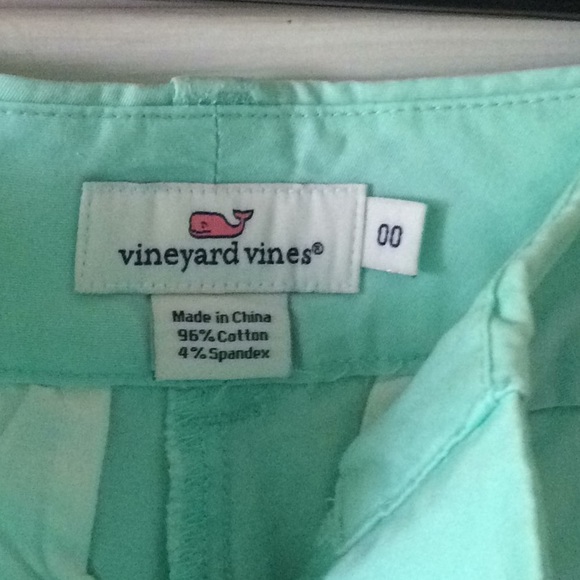 vineyard vines®
00
Made in China
96% Cotton
4% Spandex